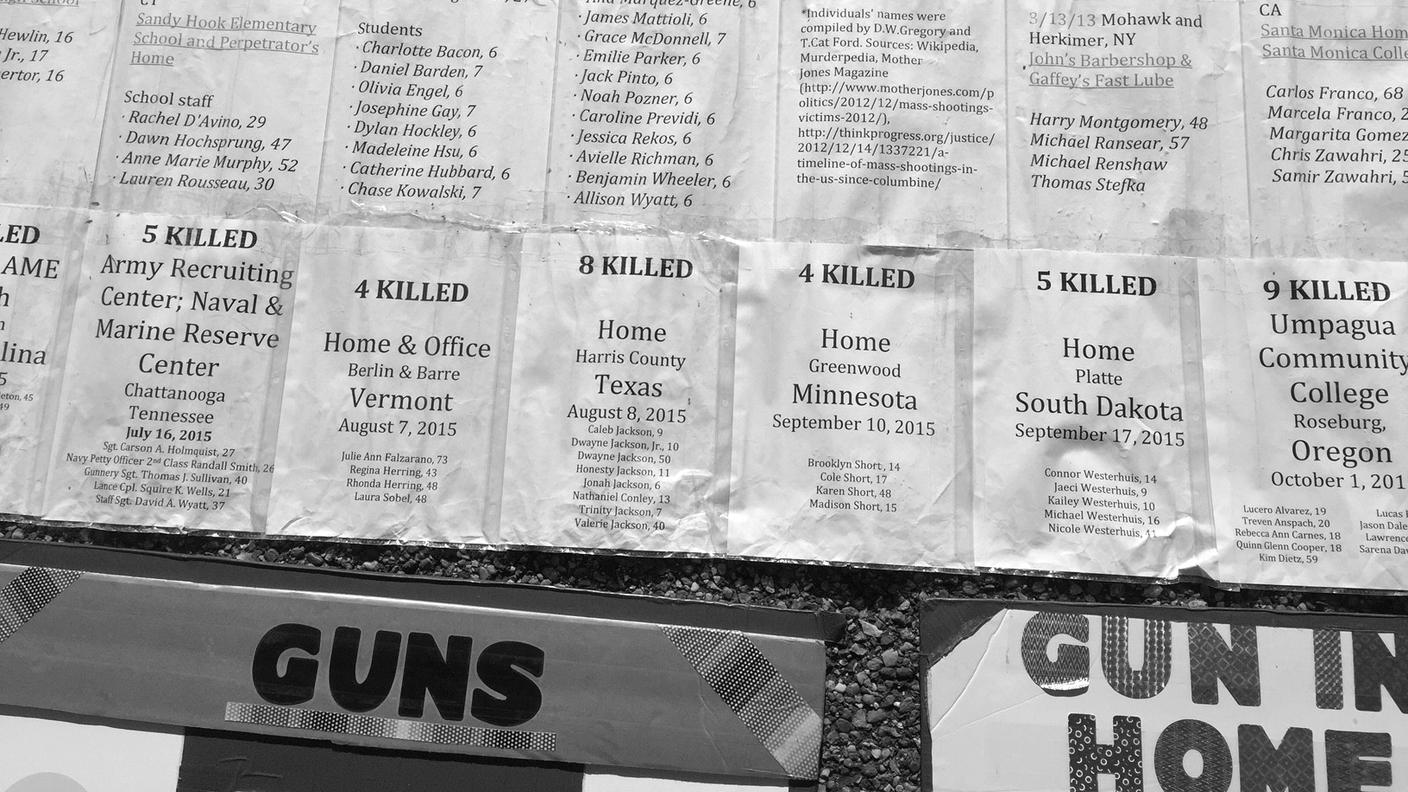 Hewlin, 16
Jr., 17
ertor, 16
CT
Sandy Hook Elementary
School and Perpetrator's
Home
School staff
· Rachel D'Avino, 29
· Dawn Hochsprung, 47
· Anne Marie Murphy, 52
· Lauren Rousseau, 30
Students
· Charlotte Bacon, 6
· Daniel Barden, 7
· Olivia Engel, 6
· Josephine Gay, 7
· Dylan Hockley, 6
· Madeleine Hsu, 6
· Catherine Hubbard, 6
· Chase Kowalski, 7
· Ana Marquez-Greene, 6
· James Mattioli, 6
· Grace McDonnell, 7
· Emilie Parker, 6
· Jack Pinto, 6
· Noah Pozner, 6
· Caroline Previdi, 6
· Jessica Rekos, 6
· Avielle Richman, 6
· Benjamin Wheeler, 6
· Allison Wyatt, 6
*Individuals' names were
compiled by D.W.Gregory and
T.Cat Ford. Sources: Wikipedia,
Murderpedia, Mother
Jones Magazine
(http://www.motherjones.com/p
olitics/2012/12/mass-shootings-
victims-2012/),
http://thinkprogress.org/justice/
2012/12/14/1337221/a-
timeline-of-mass-shootings-in-
the-us-since-columbine/
3/13/13 Mohawk and
Herkimer, NY
John's Barbershop &
Gaffey's Fast Lube
Harry Montgomery, 48
Michael Ransear, 57
Michael Renshaw
Thomas Stefka
CA
Santa Monica Hom
Santa Monica Colle
Carlos Franco, 68
Marcela Franco, 2
Margarita Gomez
Chris Zawahri, 25
Samir Zawahri, 5
LED
AME
h
n
lina
5
leton, 45
49
5 KILLED
Army Recruiting
Center; Naval &
Marine Reserve
Center
Chattanooga
Tennessee
July 16, 2015
Sgt. Carson A. Holmquist, 27
Navy Petty Officer 2nd Class Randall Smith, 26
Gunnery Sgt. Thomas J. Sullivan, 40
Lance Cpl. Squire K. Wells, 21
Staff Sgt. David A. Wyatt, 37
4 KILLED
Home & Office
Berlin & Barre
Vermont
August 7, 2015
Julie Ann Falzarano, 73
Regina Herring, 43
Rhonda Herring, 48
Laura Sobel, 48
8 KILLED
Home
Harris County
Texas
August 8, 2015
Caleb Jackson, 9
Dwayne Jackson, Jr., 10
Dwayne Jackson, 50
Honesty Jackson, 11
Jonah Jackson, 6
Nathaniel Conley, 13
Trinity Jackson, 7
Valerie Jackson, 40
4 KILLED
Home
Greenwood
Minnesota
September 10, 2015
Brooklyn Short, 14
Cole Short, 17
Karen Short, 48
Madison Short, 15
5 KILLED
Home
Platte
South Dakota
September 17, 2015
Connor Westerhuis, 14
Jaeci Westerhuis, 9
Kailey Westerhuis, 10
Michael Westerhuis, 16
Nicole Westerhuis, 41
9 KILLED
Umpagua
Community
College
Roseburg,
Oregon
October 1, 201
Lucero Alvarez, 19
Treven Anspach, 20
Rebecca Ann Carnes, 18
Quinn Glenn Cooper, 18
Kim Dietz, 59
Lucas
Jason Dale
Lawrence
Sarena Da
GUNS
GUN IN
HOME